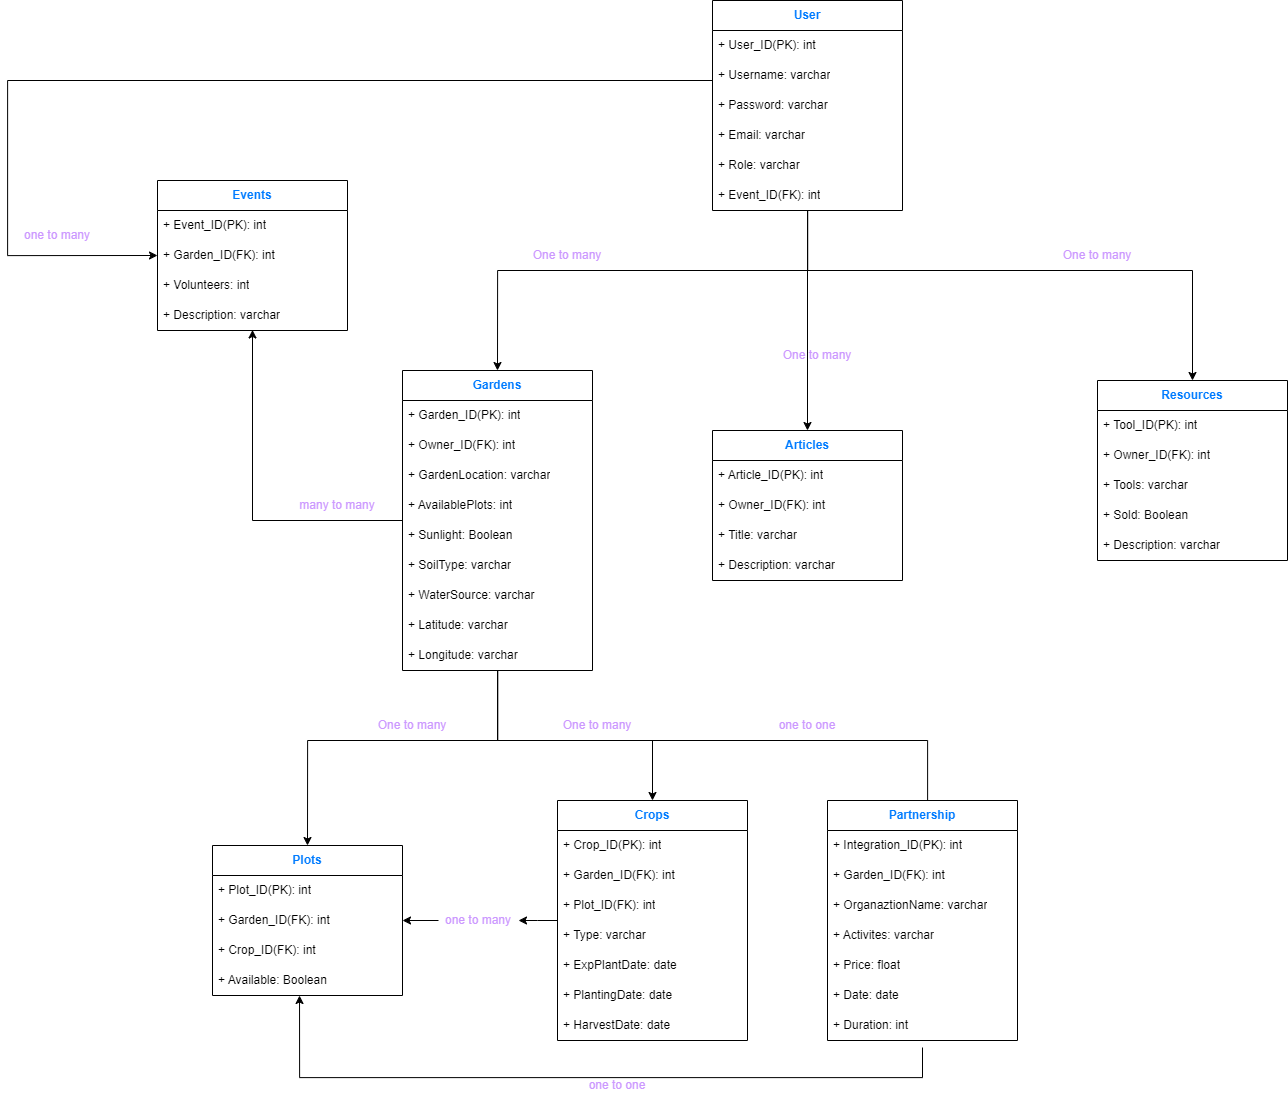 User
+ User_ID(PK): int
+ Username: varchar
+ Password: varchar
+ Email: varchar
+ Role: varchar
+ Event_ID(FK): int
Events
+ Event_ID(PK): int
+ Garden_ID(FK): int
+ Volunteers: int
+ Description: varchar
one to many
One to many
One to many
One to many
many to many
Gardens
+ Garden_ID(PK): int
+ Owner_ID(FK): int
+ GardenLocation: varchar
+ AvailablePlots: int
+ Sunlight: Boolean
+ SoilType: varchar
+ WaterSource: varchar
+ Latitude: varchar
+ Longitude: varchar
Articles
+ Article_ID(PK): int
+ Owner_ID(FK): int
+ Title: varchar
+ Description: varchar
Resources
+ Tool_ID(PK): int
+ Owner_ID(FK): int
+ Tools: varchar
+ Sold: Boolean
+ Description: varchar
One to many
One to many
one to one
Plots
+ Plot_ID(PK): int
+ Garden_ID(FK): int
+ Crop_ID(FK): int
+ Available: Boolean
one to many
Crops
+ Crop_ID(PK): int
+ Garden_ID(FK): int
+ Plot_ID(FK): int
+ Type: varchar
+ ExpPlantDate: date
+ PlantingDate: date
+ HarvestDate: date
Partnership
+ Integration_ID(PK): int
+ Garden_ID(FK): int
+ OrganaztionName: varchar
+ Activites: varchar
+ Price: float
+ Date: date
+ Duration: int
one to one